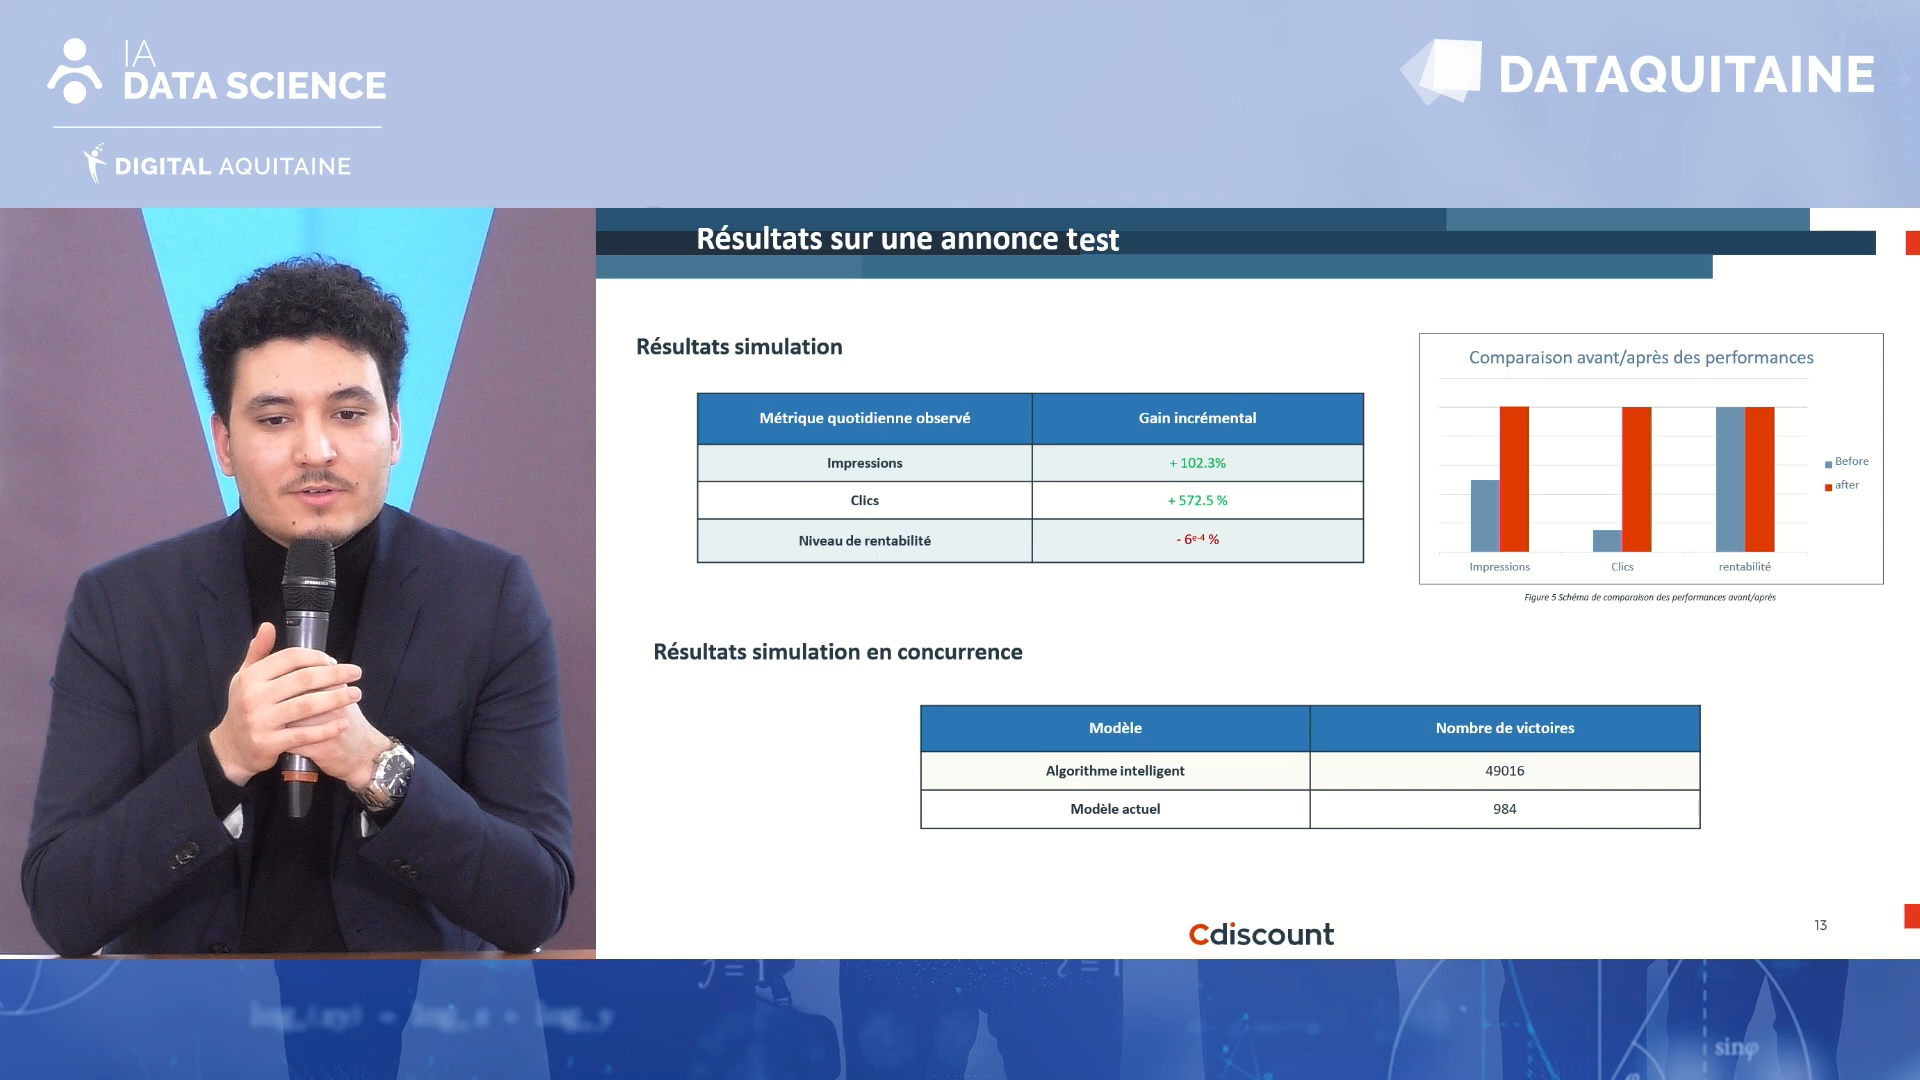 IA
DATA SCIENCE
DIGITAL AQUITAINE
DATAQUITAINE
Résultats sur une annonce test
Résultats simulation
Métrique quotidienne observé Gain incrémental
Impressions + 102.3%
Clics + 572.5 %
Niveau de rentabilité - 6e-4 %
Comparaison avant/après des performances
Before
after
Impressions Clics rentabilité
Figure 5 Schéma de comparaison des performances avant/après
Résultats simulation en concurrence
Modèle Nombre de victoires
Algorithme intelligent 49016
Modèle actuel 984
Cdiscount
13
sinφ